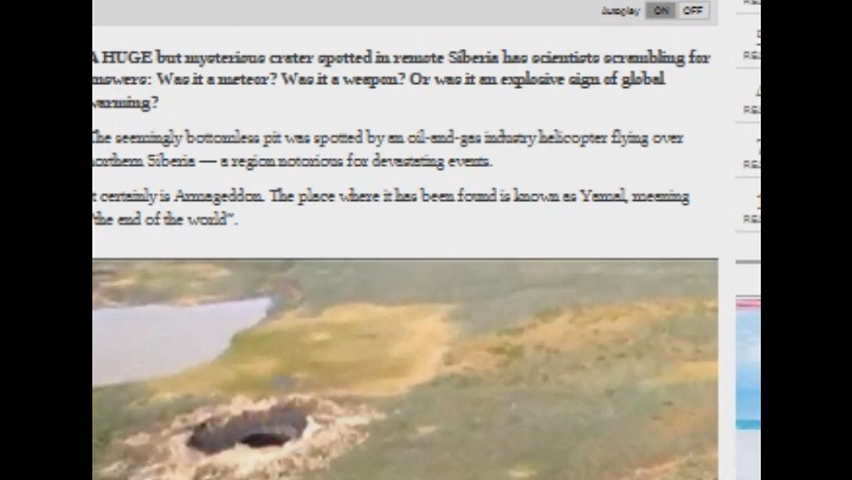 Autoplay ON OFF
A HUGE but mysterious crater spotted in remote Siberia has scientists scrambling for
answers: Was it a meteor? Was it a weapon? Or was it an explosive sign of global
warming?
The seemingly bottomless pit was spotted by an oil-and-gas industry helicopter flying over
northern Siberia — a region notorious for devastating events.
t certainly is Armageddon. The place where it has been found is known as Yamal, meaning
“the end of the world”.